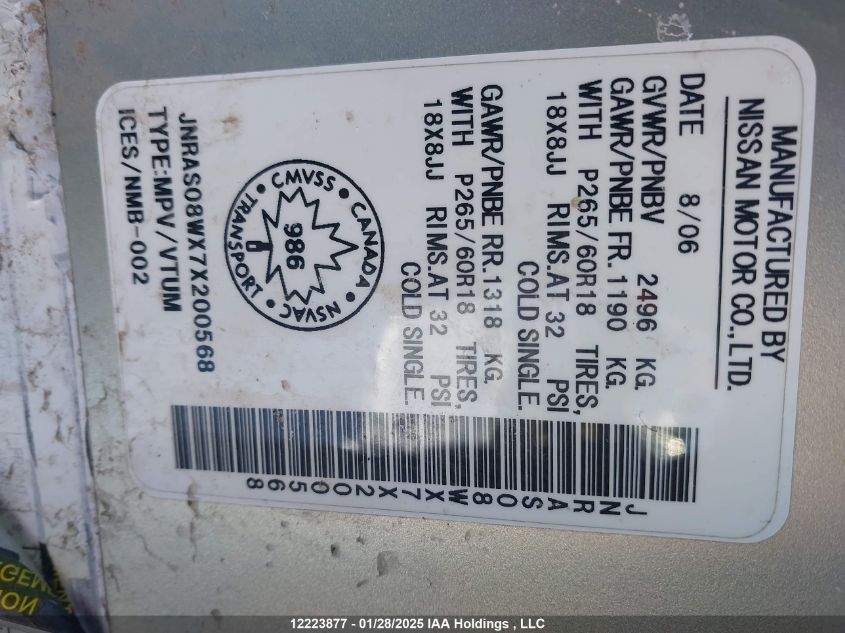 MANUFACTURED BY
NISSAN MOTOR CO., LTD.
DATE 8/06
GVWR/PNBV 2496 KG.
GAWR/PNBE FR. 1190 KG.
WITH P265/60R18 TIRES,
18X8JJ RIMS.AT 32 PSI
COLD SINGLE.
GAWR/PNBE RR. 1318 KG.
WITH P265/60R18 TIRES,
18X8JJ RIMS.AT 32 PSI
COLD SINGLE.
CANADA
CMVSS
TRANSPORT
NSVAC
986
JNRAS08WX7X200568
TYPE:MPV/VTUM
ICES/NMB-002
JNRAS08WX7X200568
12223877 - 01/28/2025 IAA Holdings , LLC